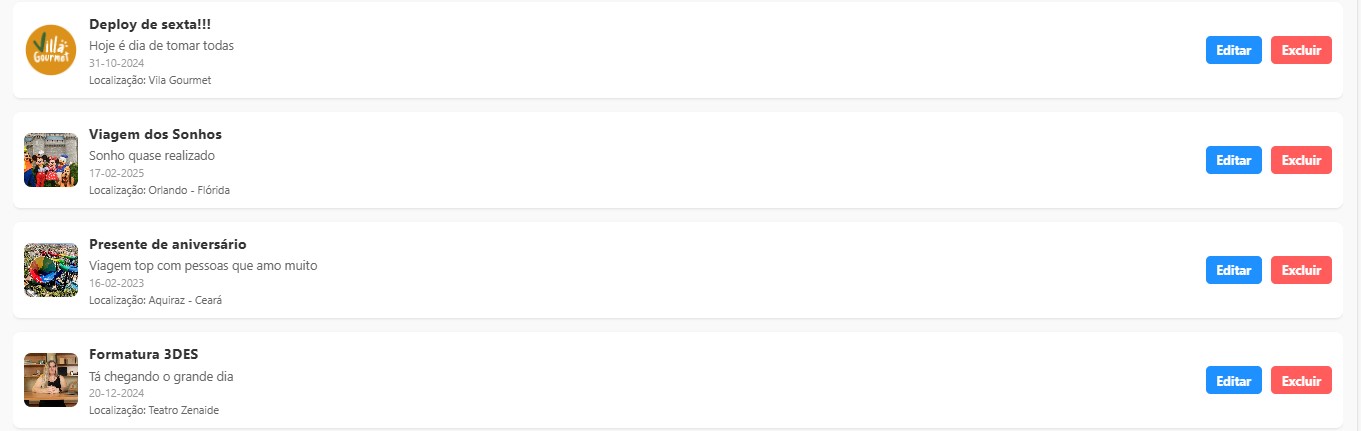 Villa
Gourmet
Deploy de sexta!!!
Hoje é dia de tomar todas
31-10-2024
Localização: Vila Gourmet
Editar
Excluir
Viagem dos Sonhos
Sonho quase realizado
17-02-2025
Localização: Orlando - Flórida
Editar
Excluir
Presente de aniversário
Viagem top com pessoas que amo muito
16-02-2023
Localização: Aquiraz - Ceará
Editar
Excluir
Formatura 3DES
Tá chegando o grande dia
20-12-2024
Localização: Teatro Zenaide
Editar
Excluir